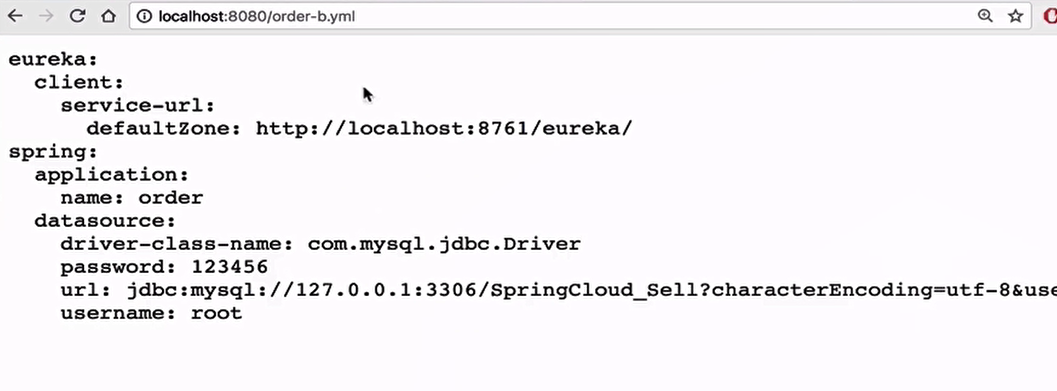 localhost:8080/order-b.yml
eureka:
  client:
    service-url:
      defaultZone: http://localhost:8761/eureka/
spring:
  application:
    name: order
  datasource:
    driver-class-name: com.mysql.jdbc.Driver
    password: 123456
    url: jdbc:mysql://127.0.0.1:3306/SpringCloud_Sell?characterEncoding=utf-8&use
    username: root